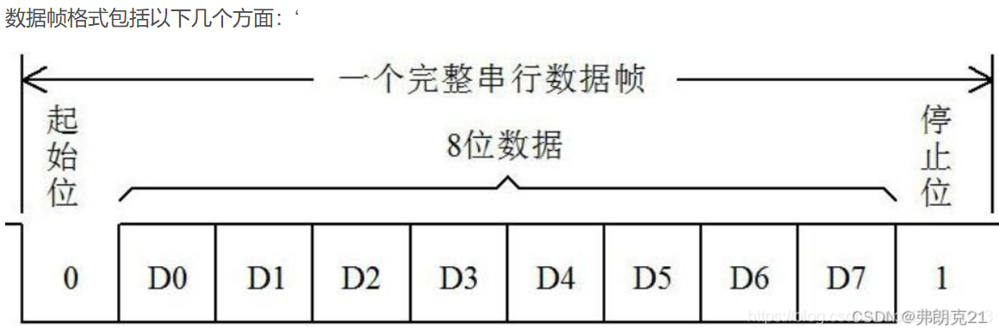 数据帧格式包括以下几个方面：‘
一个完整串行数据帧
起始位
8位数据
停止位
0 D0 D1 D2 D3 D4 D5 D6 D7 1
CSDN @弗朗克21